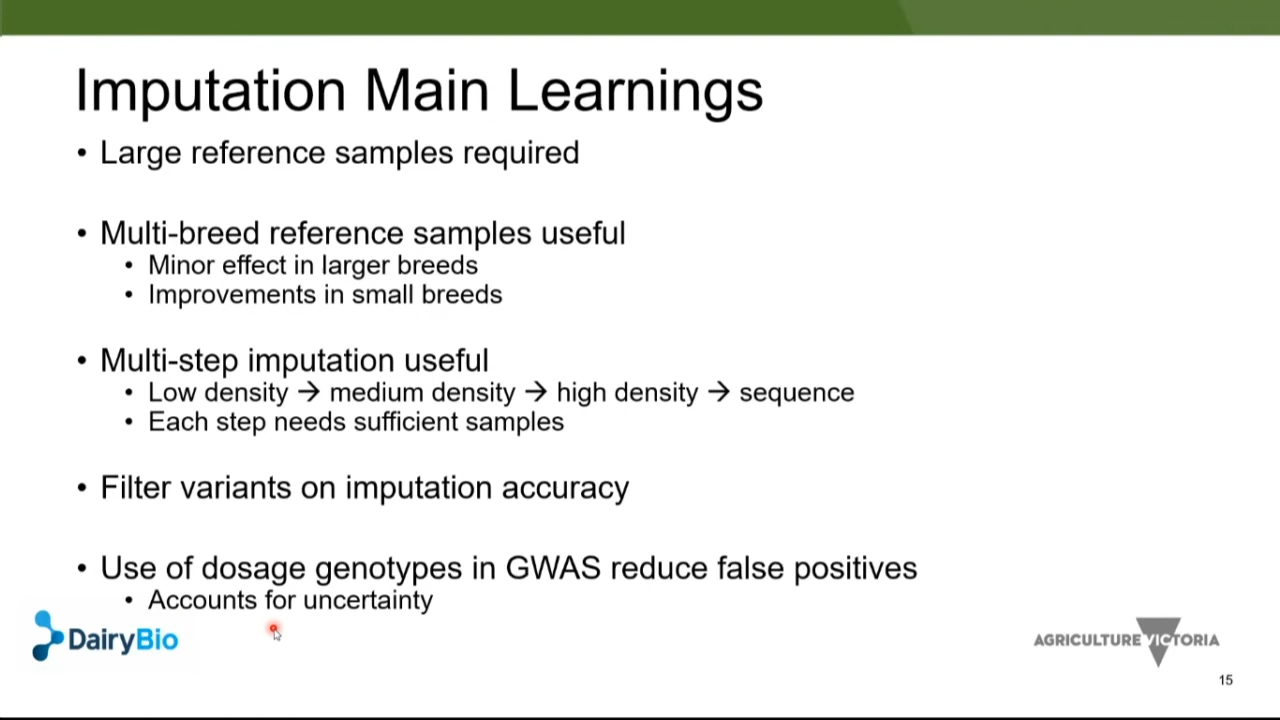 Imputation Main Learnings
• Large reference samples required
• Multi-breed reference samples useful
• Minor effect in larger breeds
• Improvements in small breeds
• Multi-step imputation useful
• Low density → medium density → high density → sequence
• Each step needs sufficient samples
• Filter variants on imputation accuracy
• Use of dosage genotypes in GWAS reduce false positives
• Accounts for uncertainty
DairyBio
AGRICULTURE VICTORIA
15